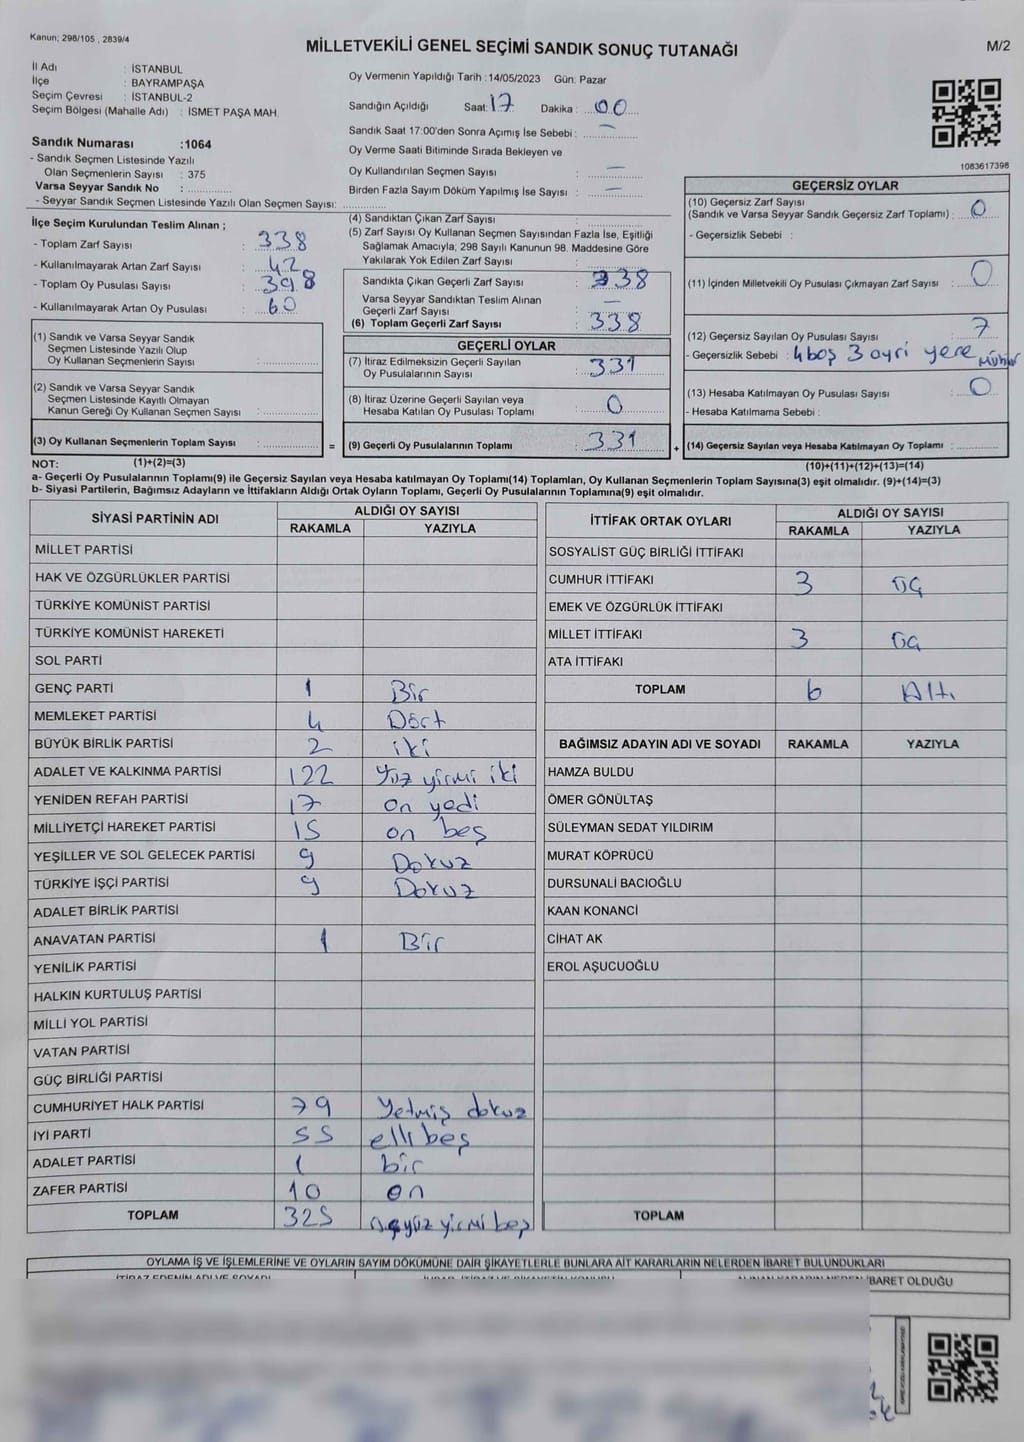 Kanun; 298/105 , 2839/4
MİLLETVEKİLİ GENEL SEÇİMİ SANDIK SONUÇ TUTANAĞI
M/2
İl Adı : İSTANBUL
İlçe : BAYRAMPAŞA
Seçim Çevresi : İSTANBUL-2
Seçim Bölgesi (Mahalle Adı) : İSMET PAŞA MAH.
Sandık Numarası :1064
- Sandık Seçmen Listesinde Yazılı
Olan Seçmenlerin Sayısı : 375
Varsa Seyyar Sandık No :
- Seyyar Sandık Seçmen Listesinde Yazılı Olan Seçmen Sayısı:
Oy Vermenin Yapıldığı Tarih :14/05/2023 Gün: Pazar
Sandığın Açıldığı Saat: 17 Dakika : 00
Sandık Saat 17:00'den Sonra Açımış İse Sebebi : —
Oy Verme Saati Bitiminde Sırada Bekleyen ve
Oy Kullandırılan Seçmen Sayısı : —
Birden Fazla Sayım Döküm Yapılmış İse Sayısı : —
1083617398
İlçe Seçim Kurulundan Teslim Alınan ;
- Toplam Zarf Sayısı : 338
- Kullanılmayarak Artan Zarf Sayısı : 42
- Toplam Oy Pusulası Sayısı : 398
- Kullanılmayarak Artan Oy Pusulası : 60
(1) Sandık ve Varsa Seyyar Sandık
Seçmen Listesinde Yazılı Olup
Oy Kullanan Seçmenlerin Sayısı :
(2) Sandık ve Varsa Seyyar Sandık
Seçmen Listesinde Kayıtlı Olmayan
Kanun Gereği Oy Kullanan Seçmen Sayısı :
(3) Oy Kullanan Seçmenlerin Toplam Sayısı : =
(4) Sandıktan Çıkan Zarf Sayısı :
(5) Zarf Sayısı Oy Kullanan Seçmen Sayısından Fazla İse, Eşitliği
Sağlamak Amacıyla; 298 Sayılı Kanunun 98. Maddesine Göre
Yakılarak Yok Edilen Zarf Sayısı :
Sandıkta Çıkan Geçerli Zarf Sayısı : 338
Varsa Seyyar Sandıktan Teslim Alınan
Geçerli Zarf Sayısı : —
(6) Toplam Geçerli Zarf Sayısı : 338
GEÇERLİ OYLAR
(7) İtiraz Edilmeksizin Geçerli Sayılan
Oy Pusulalarının Sayısı : 331
(8) İtiraz Üzerine Geçerli Sayılan veya
Hesaba Katılan Oy Pusulası Toplamı : 0
(9) Geçerli Oy Pusulalarının Toplamı : 331 +
GEÇERSİZ OYLAR
(10) Geçersiz Zarf Sayısı
(Sandık ve Varsa Seyyar Sandık Geçersiz Zarf Toplamı) : 0
- Geçersizlik Sebebi :
(11) İçinden Milletvekili Oy Pusulası Çıkmayan Zarf Sayısı : 0
(12) Geçersiz Sayılan Oy Pusulası Sayısı : 7
- Geçersizlik Sebebi : 4 boş 3 ayri yere mühür
(13) Hesaba Katılmayan Oy Pusulası Sayısı : 0
- Hesaba Katılmama Sebebi :
(14) Geçersiz Sayılan veya Hesaba Katılmayan Oy Toplamı :
NOT: (1)+(2)=(3)
(10)+(11)+(12)+(13)=(14)
a- Geçerli Oy Pusulalarının Toplamı(9) ile Geçersiz Sayılan veya Hesaba katılmayan Oy Toplamı(14) Toplamları, Oy Kullanan Seçmenlerin Toplam Sayısına(3) eşit olmalıdır. (9)+(14)=(3)
b- Siyasi Partilerin, Bağımsız Adayların ve İttifakların Aldığı Ortak Oyların Toplamı, Geçerli Oy Pusulalarının Toplamına(9) eşit olmalıdır.
SİYASİ PARTİNİN ADI ALDIĞI OY SAYISI
RAKAMLA YAZIYLA
MİLLET PARTİSİ
HAK VE ÖZGÜRLÜKLER PARTİSİ
TÜRKİYE KOMÜNİST PARTİSİ
TÜRKİYE KOMÜNİST HAREKETİ
SOL PARTİ
GENÇ PARTİ 1 Bir
MEMLEKET PARTİSİ 4 Dört
BÜYÜK BİRLİK PARTİSİ 2 iki
ADALET VE KALKINMA PARTİSİ 122 Yüz yirmi iki
YENİDEN REFAH PARTİSİ 17 on yedi
MİLLİYETÇİ HAREKET PARTİSİ 15 on beş
YEŞİLLER VE SOL GELECEK PARTİSİ 9 Dokuz
TÜRKİYE İŞÇİ PARTİSİ 9 Dokuz
ADALET BİRLİK PARTİSİ
ANAVATAN PARTİSİ 1 Bir
YENİLİK PARTİSİ
HALKIN KURTULUŞ PARTİSİ
MİLLİ YOL PARTİSİ
VATAN PARTİSİ
GÜÇ BİRLİĞİ PARTİSİ
CUMHURİYET HALK PARTİSİ 79 Yetmiş dokuz
İYİ PARTİ 55 elli beş
ADALET PARTİSİ 1 bir
ZAFER PARTİSİ 10 on
TOPLAM 325 üçyüz yirmi beş
İTTİFAK ORTAK OYLARI ALDIĞI OY SAYISI
RAKAMLA YAZIYLA
SOSYALİST GÜÇ BİRLİĞİ İTTİFAKI
CUMHUR İTTİFAKI 3 üç
EMEK VE ÖZGÜRLÜK İTTİFAKI
MİLLET İTTİFAKI 3 üç
ATA İTTİFAKI
TOPLAM 6 Altı
BAĞIMSIZ ADAYIN ADI VE SOYADI RAKAMLA YAZIYLA
HAMZA BULDU
ÖMER GÖNÜLTAŞ
SÜLEYMAN SEDAT YILDIRIM
MURAT KÖPRÜCÜ
DURSUNALİ BACIOĞLU
KAAN KONANCİ
CİHAT AK
EROL AŞUCUOĞLU
TOPLAM
OYLAMA İŞ VE İŞLEMLERİNE VE OYLARIN SAYIM DÖKÜMÜNE DAİR ŞİKAYETLERLE BUNLARA AİT KARARLARIN NELERDEN İBARET BULUNDUKLARI
İTİRAZ EDENİN ADI VE SOYADI
İBARET OLDUĞU